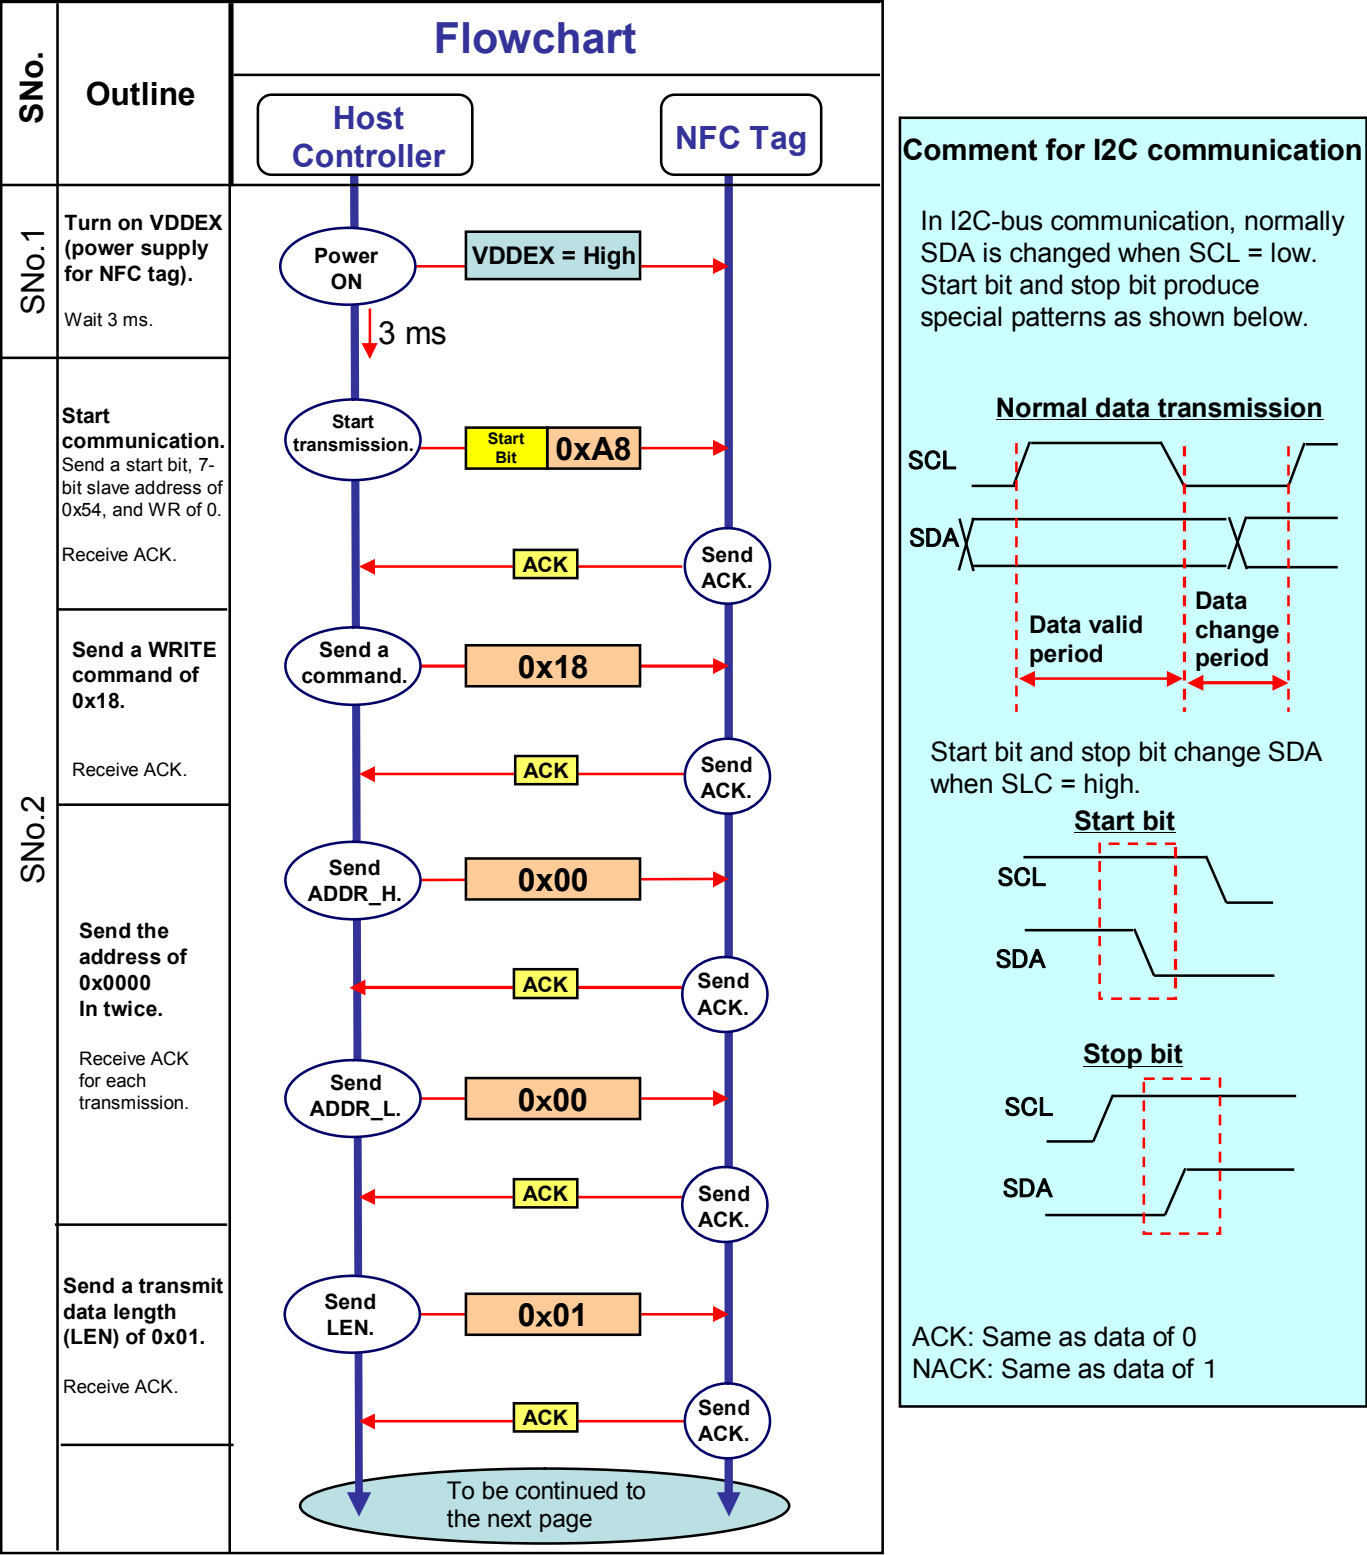 Flowchart
SNo.
Outline
Host
Controller
NFC Tag
SNo.1
Turn on VDDEX
(power supply
for NFC tag).
Wait 3 ms.
Power
ON
VDDEX = High
3 ms
SNo.2
Start
communication.
Send a start bit, 7-
bit slave address of
0x54, and WR of 0.
Receive ACK.
Start
transmission.
Start
Bit
0xA8
ACK
Send
ACK.
Send a WRITE
command of
0x18.
Receive ACK.
Send a
command.
0x18
ACK
Send
ACK.
Send the
address of
0x0000
In twice.
Receive ACK
for each
transmission.
Send
ADDR_H.
0x00
ACK
Send
ACK.
Send
ADDR_L.
0x00
ACK
Send
ACK.
Send a transmit
data length
(LEN) of 0x01.
Receive ACK.
Send
LEN.
0x01
ACK
Send
ACK.
To be continued to
the next page
Comment for I2C communication
In I2C-bus communication, normally
SDA is changed when SCL = low.
Start bit and stop bit produce
special patterns as shown below.
Normal data transmission
SCL
SDA
Data valid
period
Data
change
period
Start bit and stop bit change SDA
when SLC = high.
Start bit
SCL
SDA
Stop bit
SCL
SDA
ACK: Same as data of 0
NACK: Same as data of 1